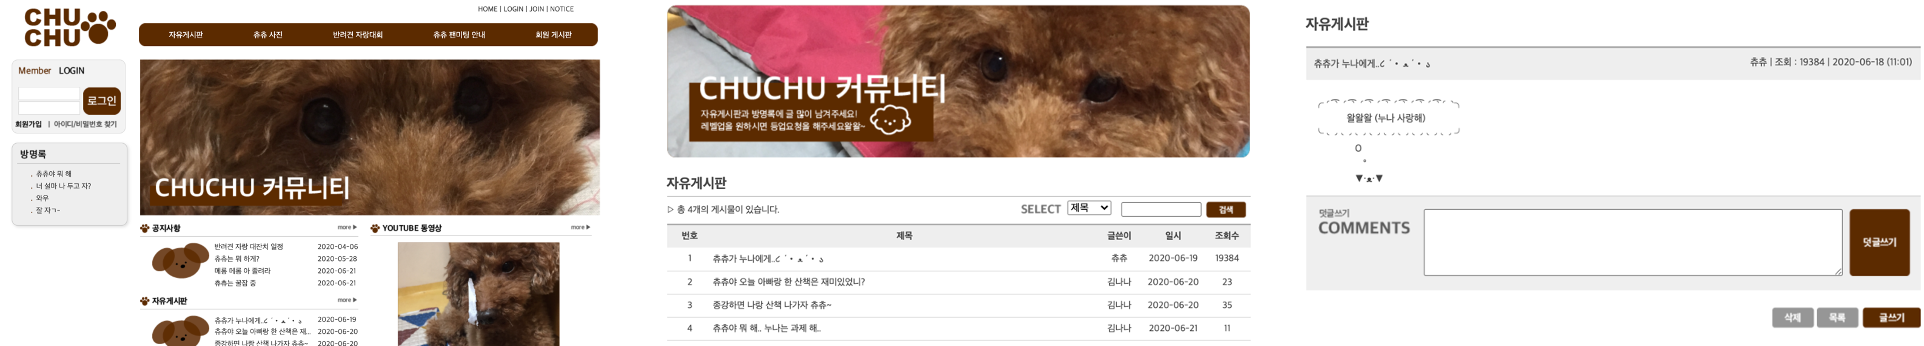 CHU
CHU
HOME | LOGIN | JOIN | NOTICE
자유게시판 츄츄 사진 반려견 자랑대회 츄츄 팬미팅 안내 회원 게시판
Member LOGIN
로그인
회원가입 | 아이디/비밀번호 찾기
방명록
. 츄츄야 뭐 해
. 너 설마 나 두고 자?
. 와우
. 잘 자ㄱ-
CHUCHU 커뮤니티
공지사항 more ▶
반려견 자랑 대잔치 일정 2020-04-06
츄츄는 뭐 하게? 2020-05-28
메롱 메롱 아 졸려라 2020-06-21
츄츄는 꿀잠 중 2020-06-21
자유게시판 more ▶
츄츄가 누나에게..૮ ´• ﻌ ´• ა 2020-06-19
츄츄야 오늘 아빠랑 한 산책은 재... 2020-06-20
종강하면 나랑 산책 나가자 츄츄~ 2020-06-20
YOUTUBE 동영상 more ▶
CHUCHU 커뮤니티
자유게시판과 방명록에 글 많이 남겨주세요!
레벨업을 원하시면 등업요청을 해주세요왈왈~
자유게시판
▷ 총 4개의 게시물이 있습니다. SELECT 제목 검색
번호 제목 글쓴이 일시 조회수
1 츄츄가 누나에게..૮ ´• ﻌ ´• ა 츄츄 2020-06-19 19384
2 츄츄야 오늘 아빠랑 한 산책은 재미있었니? 김나나 2020-06-20 23
3 종강하면 나랑 산책 나가자 츄츄~ 김나나 2020-06-20 35
4 츄츄야 뭐 해.. 누나는 과제 해.. 김나나 2020-06-21 11
자유게시판
츄츄가 누나에게..૮ ´• ﻌ ´• ა 츄츄 | 조회 : 19384 | 2020-06-18 (11:01)
왈왈왈 (누나 사랑해)
O
°
▼・ᴥ・▼
덧글쓰기
COMMENTS
덧글쓰기
삭제 목록 글쓰기